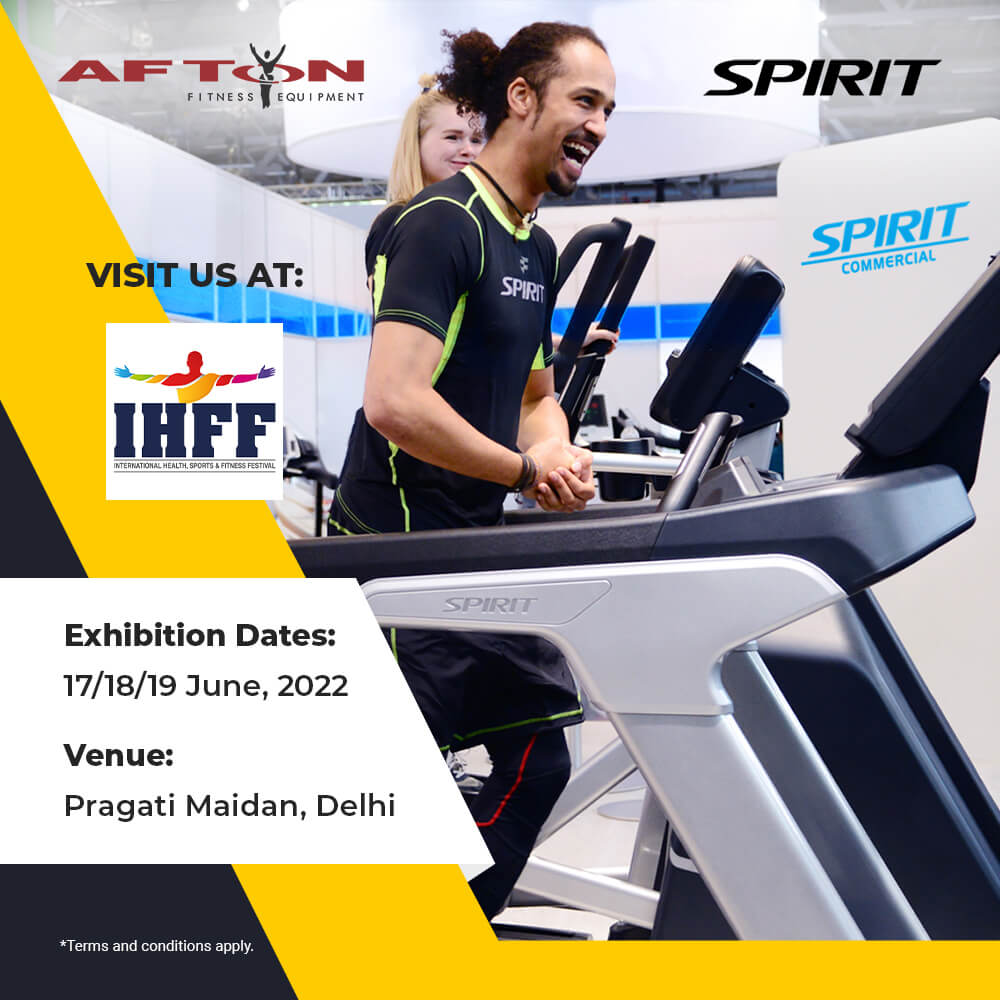 AFTON
FITNESS EQUIPMENT
SPIRIT
SPIRIT
COMMERCIAL
VISIT US AT:
SPIRIT
IHFF
INTERNATIONAL HEALTH, SPORTS & FITNESS FESTIVAL
SPIRIT
Exhibition Dates:
17/18/19 June, 2022
Venue:
Pragati Maidan, Delhi
*Terms and conditions apply.